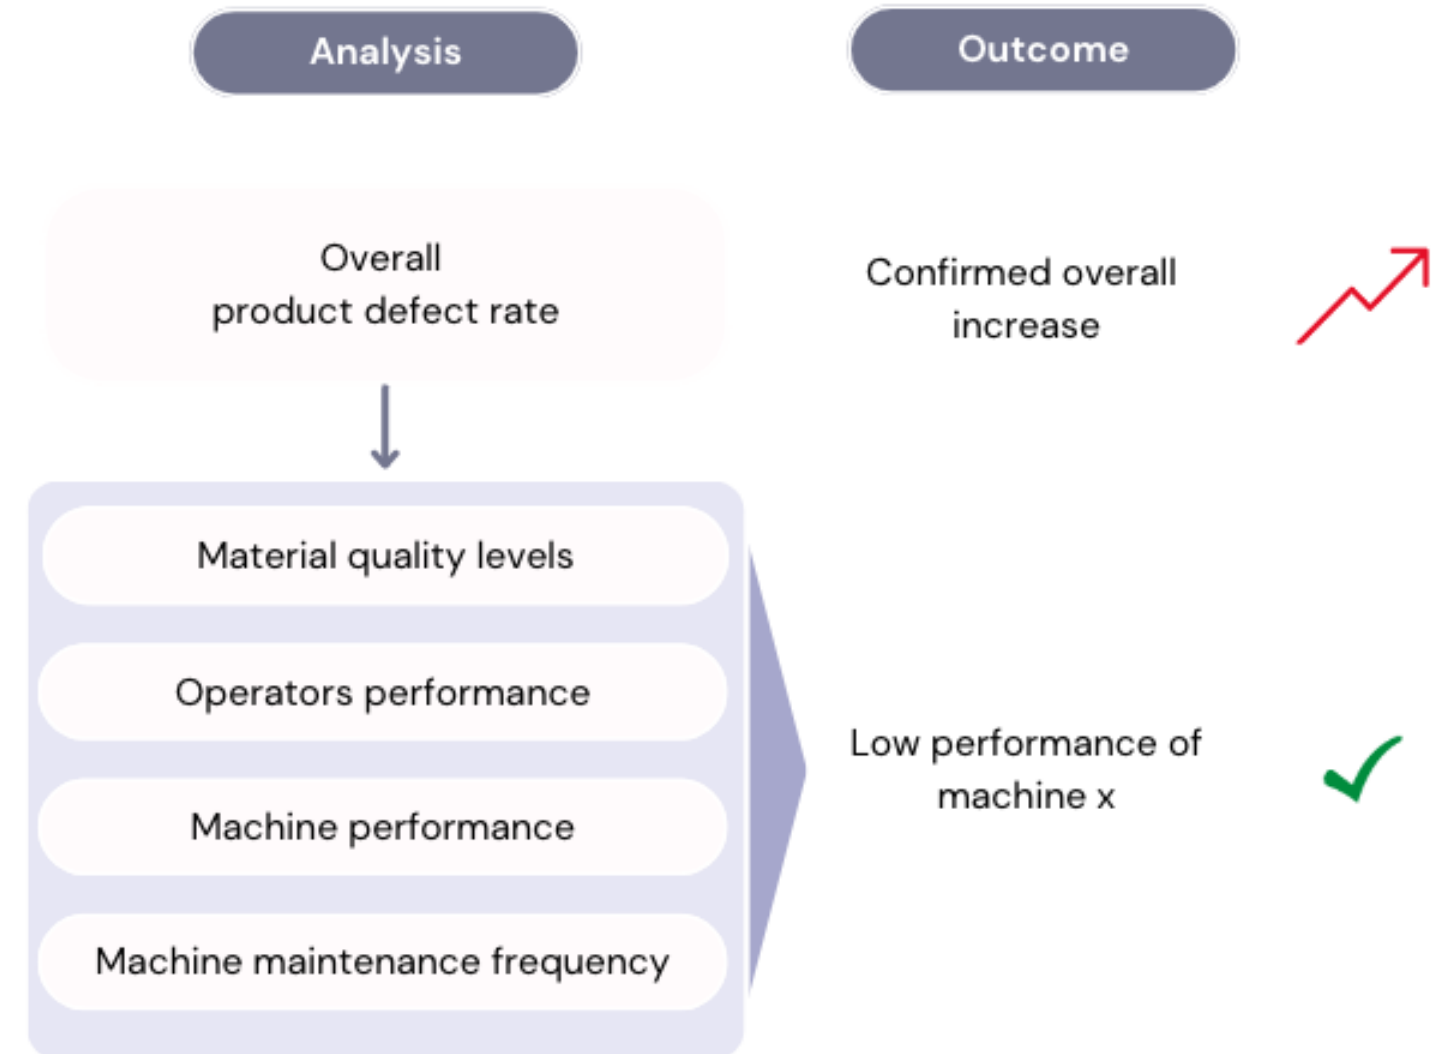 Analysis
Outcome
Overall
product defect rate
Confirmed overall
increase
Material quality levels
Operators performance
Machine performance
Machine maintenance frequency
Low performance of
machine x